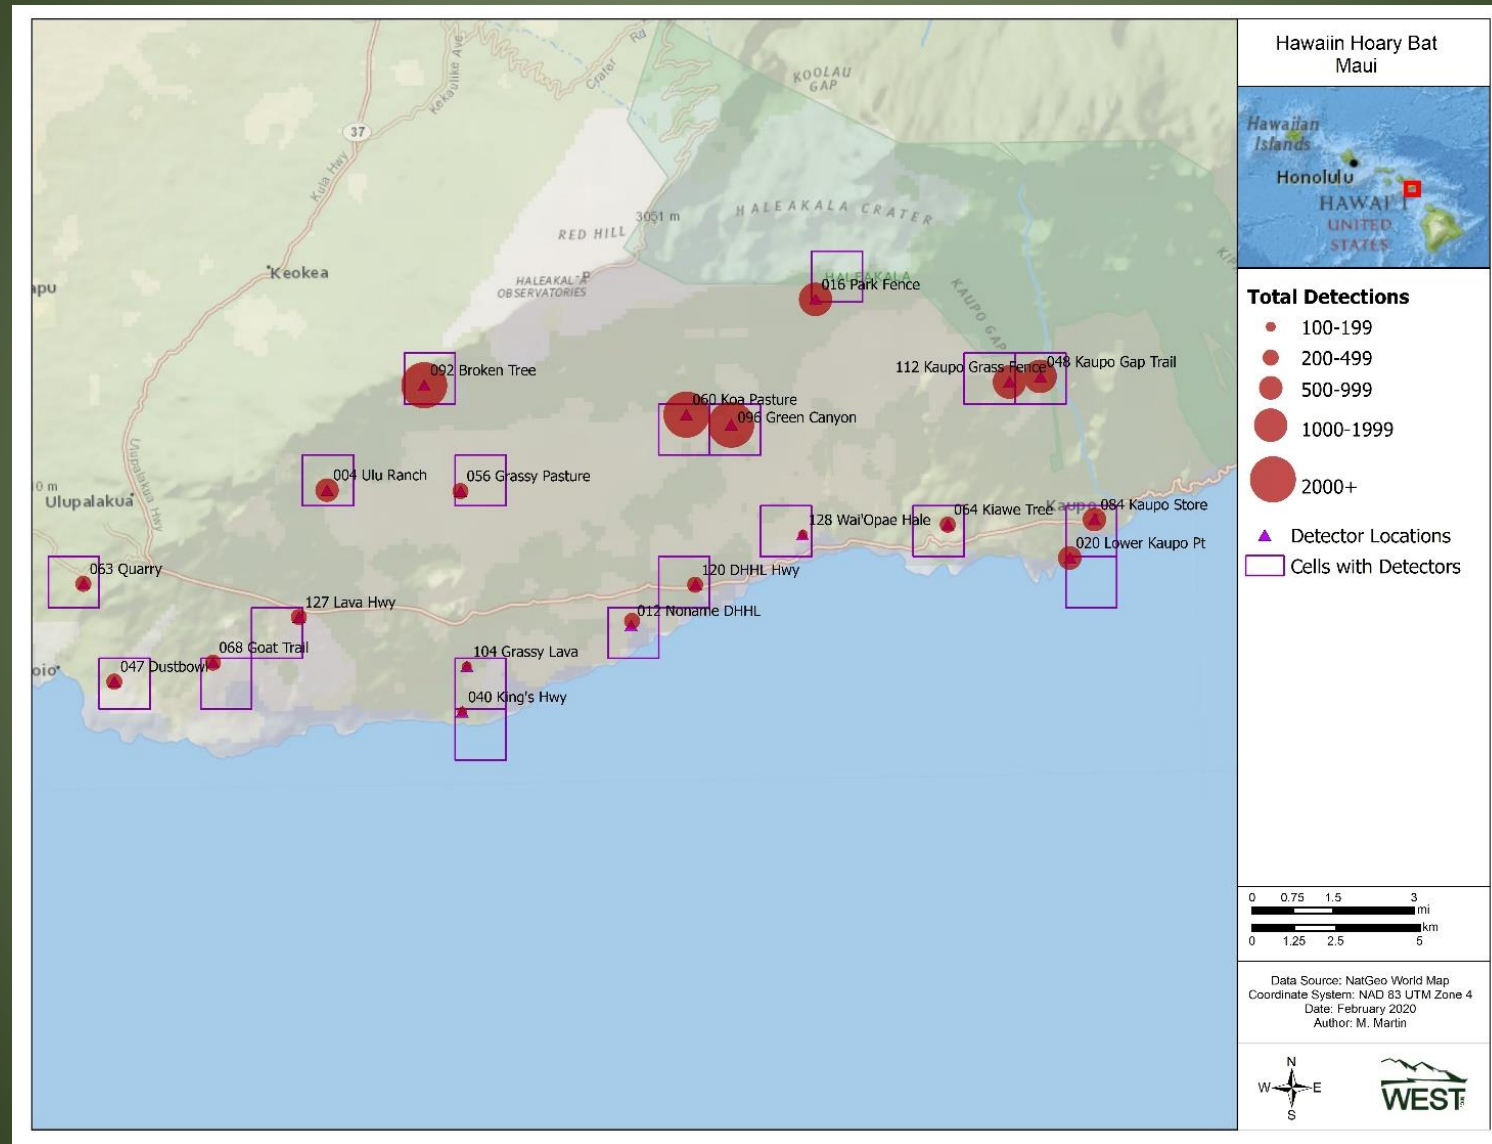 Hawaiin Hoary Bat
Maui
Hawaiian
Islands
Honolulu
HAWAI'I
UNITED
STATES
Total Detections
100-199
200-499
500-999
1000-1999
2000+
Detector Locations
Cells with Detectors
0 0.75 1.5 3
mi
km
0 1.25 2.5 5
Data Source: NatGeo World Map
Coordinate System: NAD 83 UTM Zone 4
Date: February 2020
Author: M. Martin
N
W E
S
WEST
INC.
Kekaulike Ave
Crater Rd
KOOLAU
GAP
37
Kula Hwy
3051 m
HALEAKALA CRATER
RED HILL
Keokea
HALEAKALA
OBSERVATORIES
apu
HALEAKALA
016 Park Fence
KAUPO GAP
KIP
092 Broken Tree
112 Kaupo Grass Fence
048 Kaupo Gap Trail
060 Koa Pasture
096 Green Canyon
004 Ulu Ranch
056 Grassy Pasture
0 m
Ulupalakua
Ulupalakua Hwy
128 Wai'Opae Hale
064 Kiawe Tree
Kaupo
084 Kaupo Store
020 Lower Kaupo Pt
063 Quarry
120 DHHL Hwy
127 Lava Hwy
012 Noname DHHL
068 Goat Trail
104 Grassy Lava
oio
047 Dustbowl
040 King's Hwy